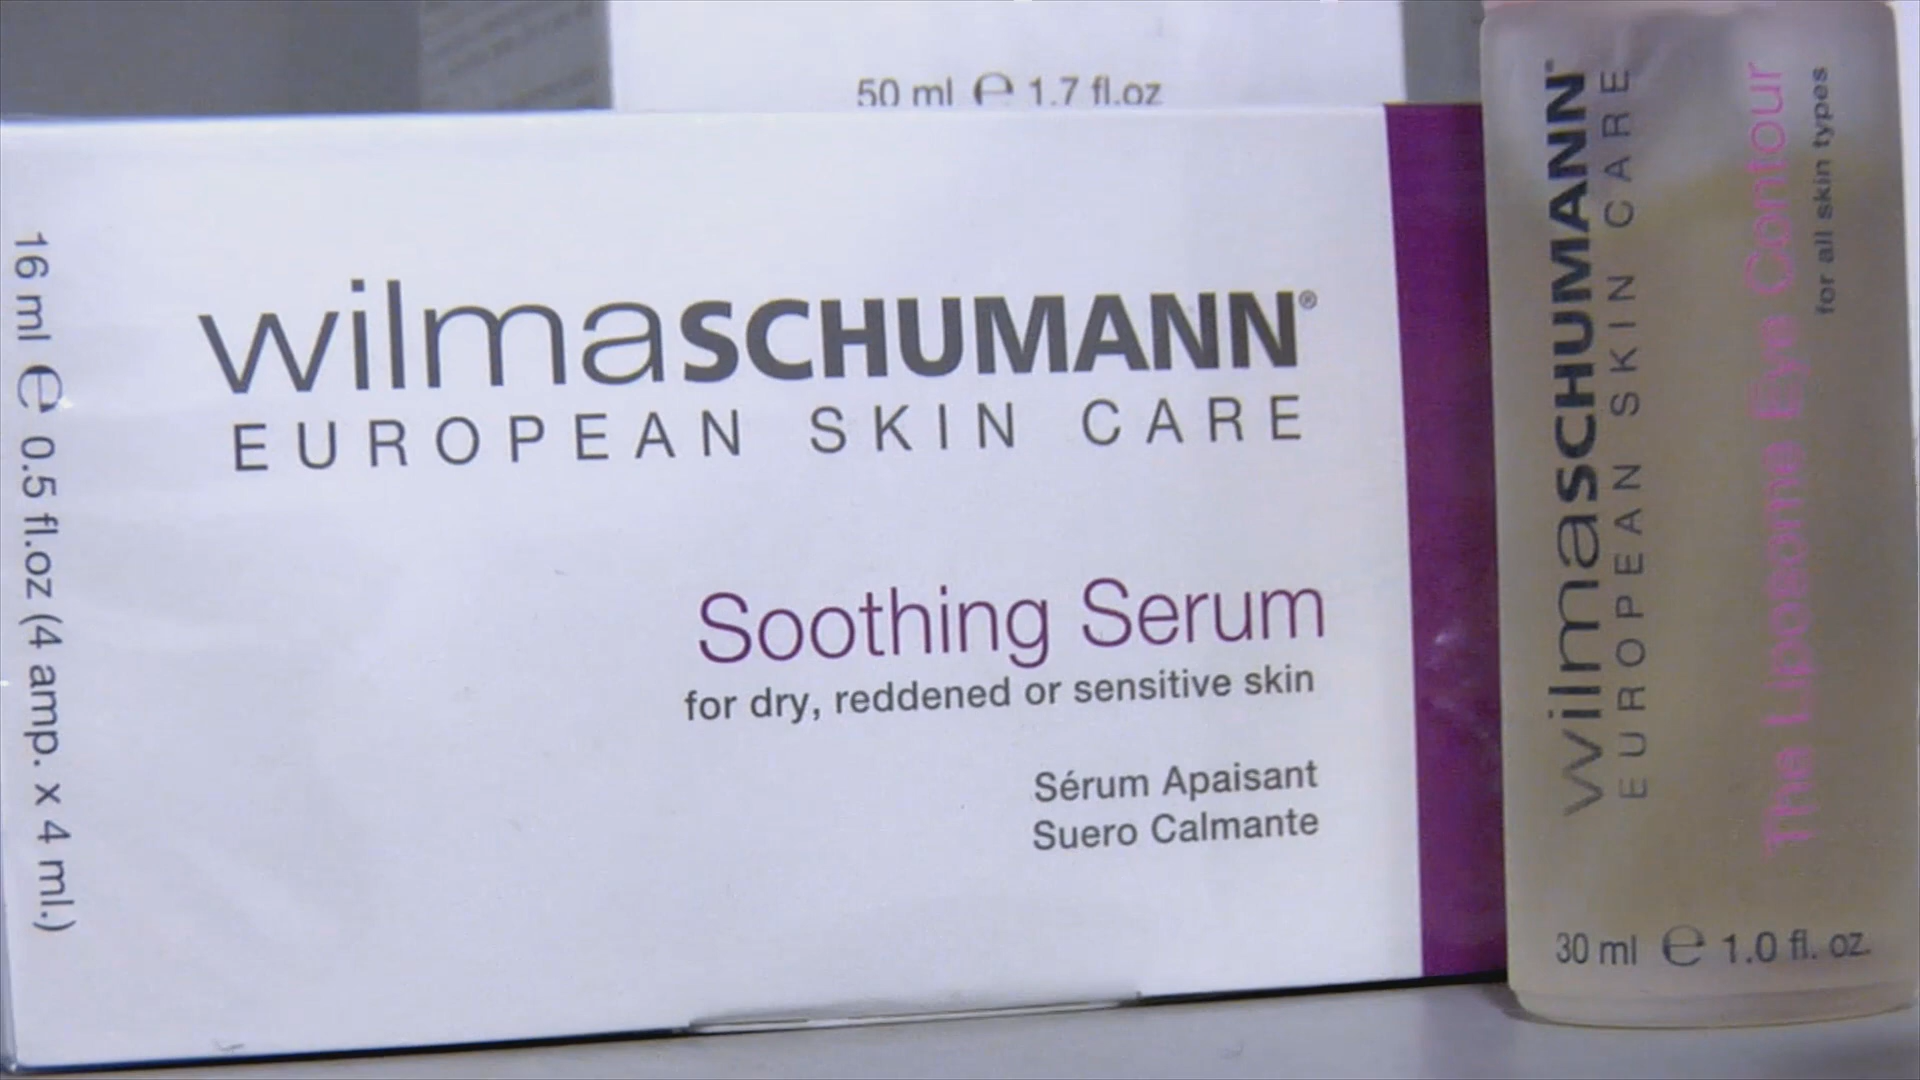 50 ml ℮ 1.7 fl.oz
16 ml ℮ 0.5 fl.oz (4 amp. x 4 ml.)
wilmaSCHUMANN®
EUROPEAN SKIN CARE
Soothing Serum
for dry, reddened or sensitive skin
Sérum Apaisant
Suero Calmante
wilmaSCHUMANN®
EUROPEAN SKIN CARE
The Liposome Eye Contour
for all skin types
30 ml ℮ 1.0 fl. oz.